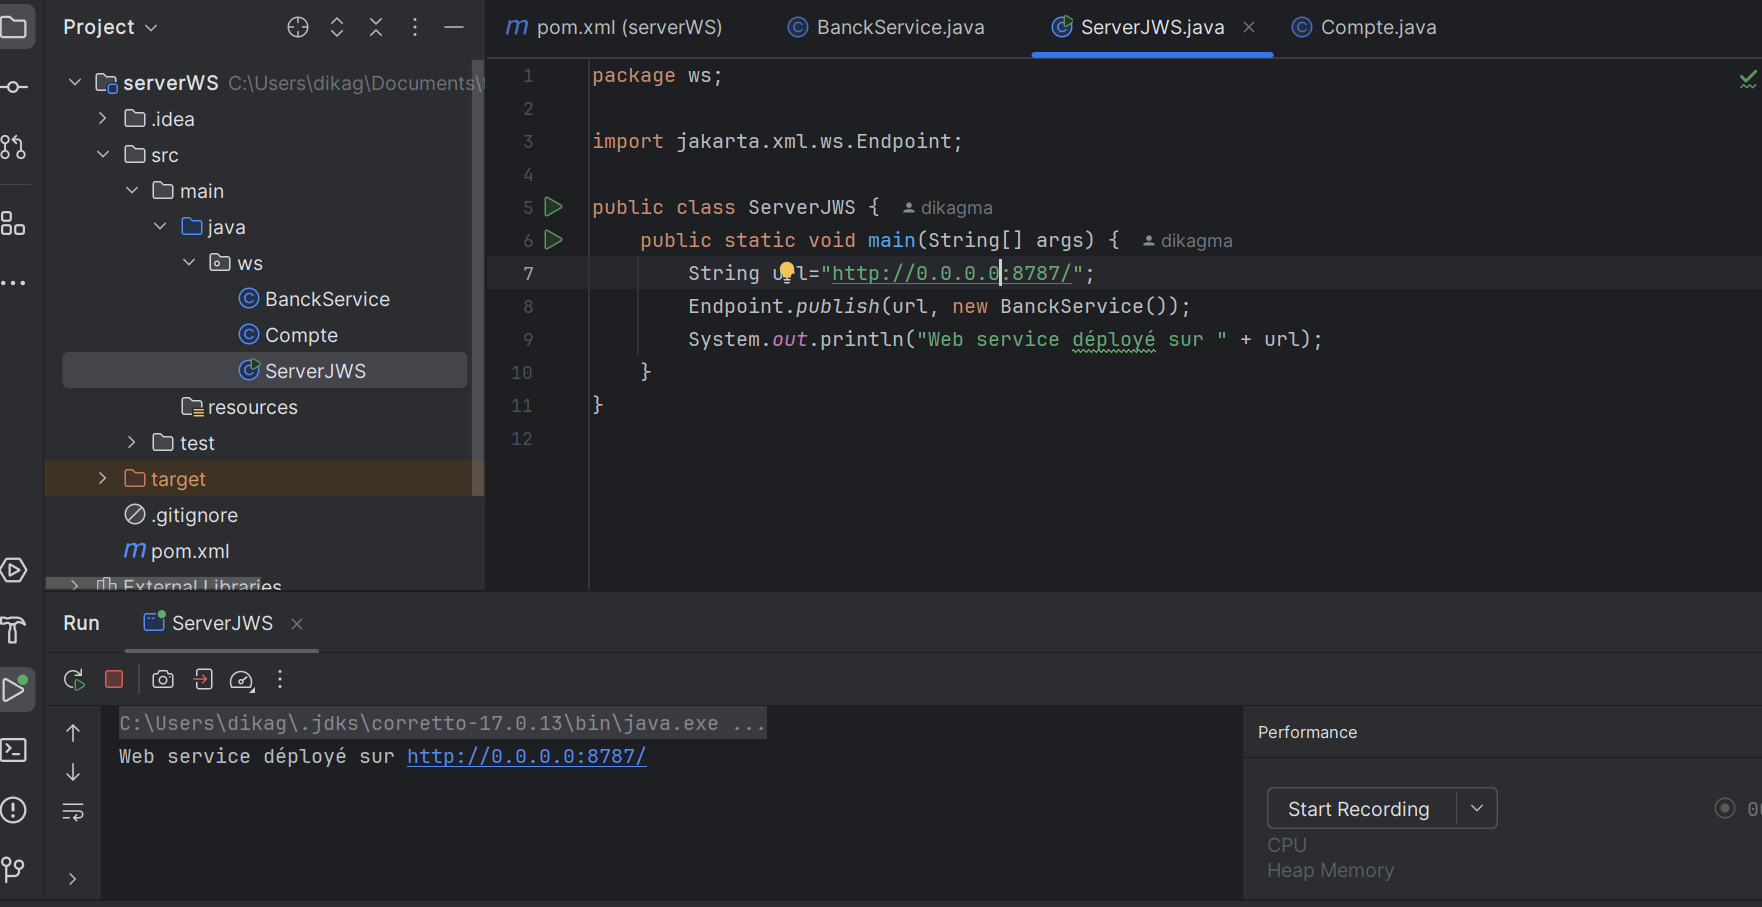 Project
serverWS C:\Users\dikag\Documents\
.idea
src
main
java
ws
BanckService
Compte
ServerJWS
resources
test
target
.gitignore
pom.xml
External Libraries
pom.xml (serverWS) BanckService.java ServerJWS.java Compte.java
1 package ws;
2
3 import jakarta.xml.ws.Endpoint;
4
5 public class ServerJWS { dikagma
6 public static void main(String[] args) { dikagma
7 String url="http://0.0.0.0:8787/";
8 Endpoint.publish(url, new BanckService());
9 System.out.println("Web service déployé sur " + url);
10 }
11 }
12
Run ServerJWS
C:\Users\dikag\.jdks\corretto-17.0.13\bin\java.exe ...
Web service déployé sur http://0.0.0.0:8787/
Performance
Start Recording
CPU
Heap Memory